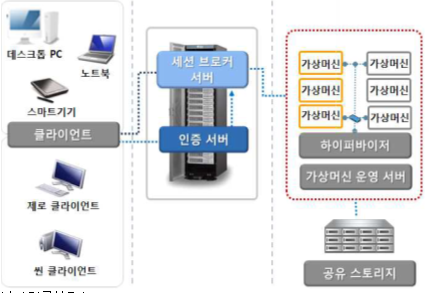 데스크톱 PC
노트북
스마트기기
클라이언트
제로 클라이언트
씬 클라이언트
세션 브로커
서버
인증 서버
가상머신
가상머신
가상머신
가상머신
가상머신
가상머신
하이퍼바이저
가상머신 운영 서버
공유 스토리지